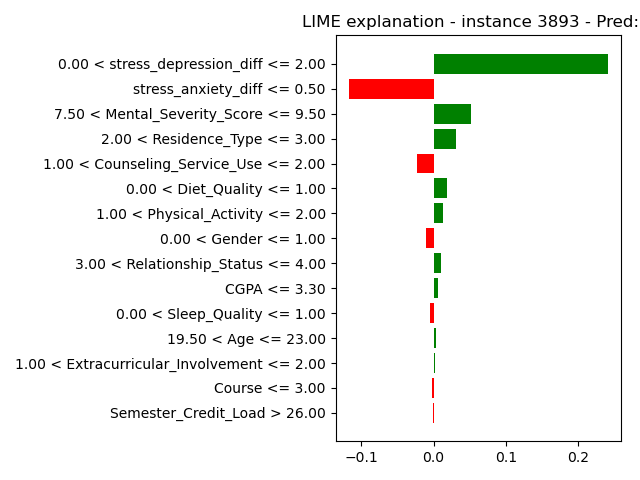 LIME explanation - instance 3893 - Pred:
0.00 < stress_depression_diff <= 2.00
stress_anxiety_diff <= 0.50
7.50 < Mental_Severity_Score <= 9.50
2.00 < Residence_Type <= 3.00
1.00 < Counseling_Service_Use <= 2.00
0.00 < Diet_Quality <= 1.00
1.00 < Physical_Activity <= 2.00
0.00 < Gender <= 1.00
3.00 < Relationship_Status <= 4.00
CGPA <= 3.30
0.00 < Sleep_Quality <= 1.00
19.50 < Age <= 23.00
1.00 < Extracurricular_Involvement <= 2.00
Course <= 3.00
Semester_Credit_Load > 26.00
−0.1 0.0 0.1 0.2